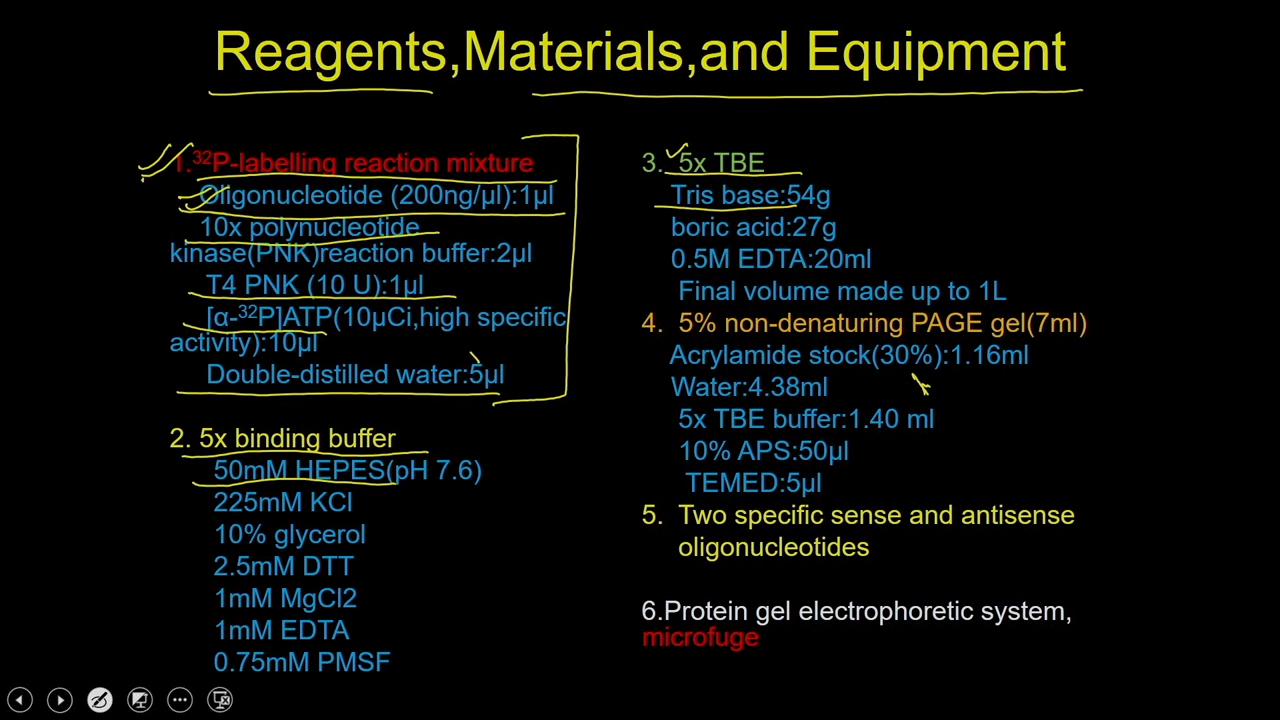 Reagents,Materials,and Equipment
1.³²P-labelling reaction mixture
Oligonucleotide (200ng/µl):1µl
10x polynucleotide
kinase(PNK)reaction buffer:2µl
T4 PNK (10 U):1µl
[α-³²P]ATP(10µCi,high specific
activity):10µl
Double-distilled water:5µl
2. 5x binding buffer
50mM HEPES(pH 7.6)
225mM KCl
10% glycerol
2.5mM DTT
1mM MgCl2
1mM EDTA
0.75mM PMSF
3. 5x TBE
Tris base:54g
boric acid:27g
0.5M EDTA:20ml
Final volume made up to 1L
4. 5% non-denaturing PAGE gel(7ml)
Acrylamide stock(30%):1.16ml
Water:4.38ml
5x TBE buffer:1.40 ml
10% APS:50µl
TEMED:5µl
5. Two specific sense and antisense
oligonucleotides
6.Protein gel electrophoretic system,
microfuge